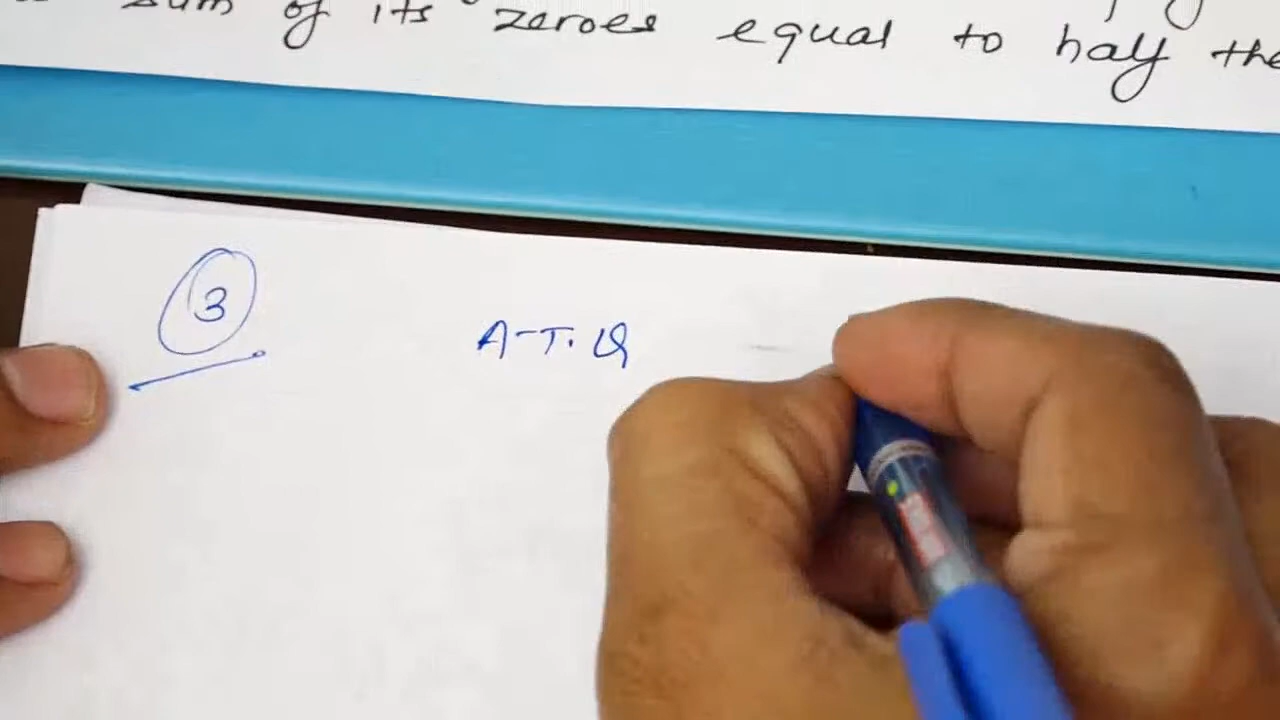 sum of its zeroes equal to half the
3
A-T. Q